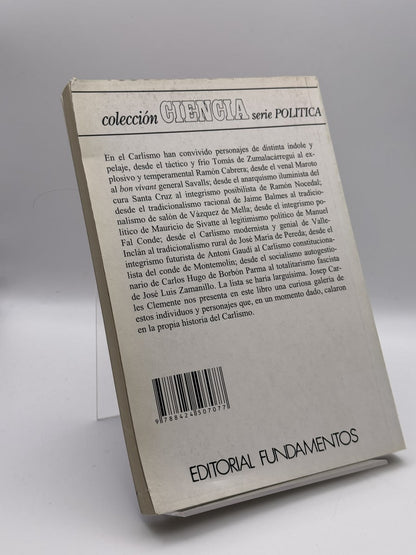 colección CIENCIA serie POLITICA
En el Carlismo han convivido personajes de distinta índole y
pelaje, desde el táctico y frío Tomás de Zumalacárregui al ex-
plosivo y temperamental Ramón Cabrera; desde el venal Maroto
al bon vivant general Savalls; desde el anarquismo iluminista del
cura Santa Cruz al integrismo posibilista de Ramón Nocedal;
desde el tradicionalismo racional de Jaime Balmes al tradicio-
nalismo de salón de Vázquez de Mella; desde el integrismo po-
lítico de Mauricio de Sivatte al legitimismo político de Manuel
Fal Conde; desde el Carlismo modernista y genial de Valle-
Inclán al tradicionalismo rural de José María de Pereda; desde el
integrismo futurista de Antoni Gaudí al Carlismo constituciona-
lista del conde de Montemolín; desde el socialismo autogestio-
nario de Carlos Hugo de Borbón Parma al totalitarismo fascista
de José Luis Zamanillo. La lista se haría larguísima. Josep Car-
les Clemente nos presenta en este libro una curiosa galería de
estos individuos y personajes que, en un momento dado, calaron
en la propia historia del Carlismo.
9788424507077
EDITORIAL FUNDAMENTOS